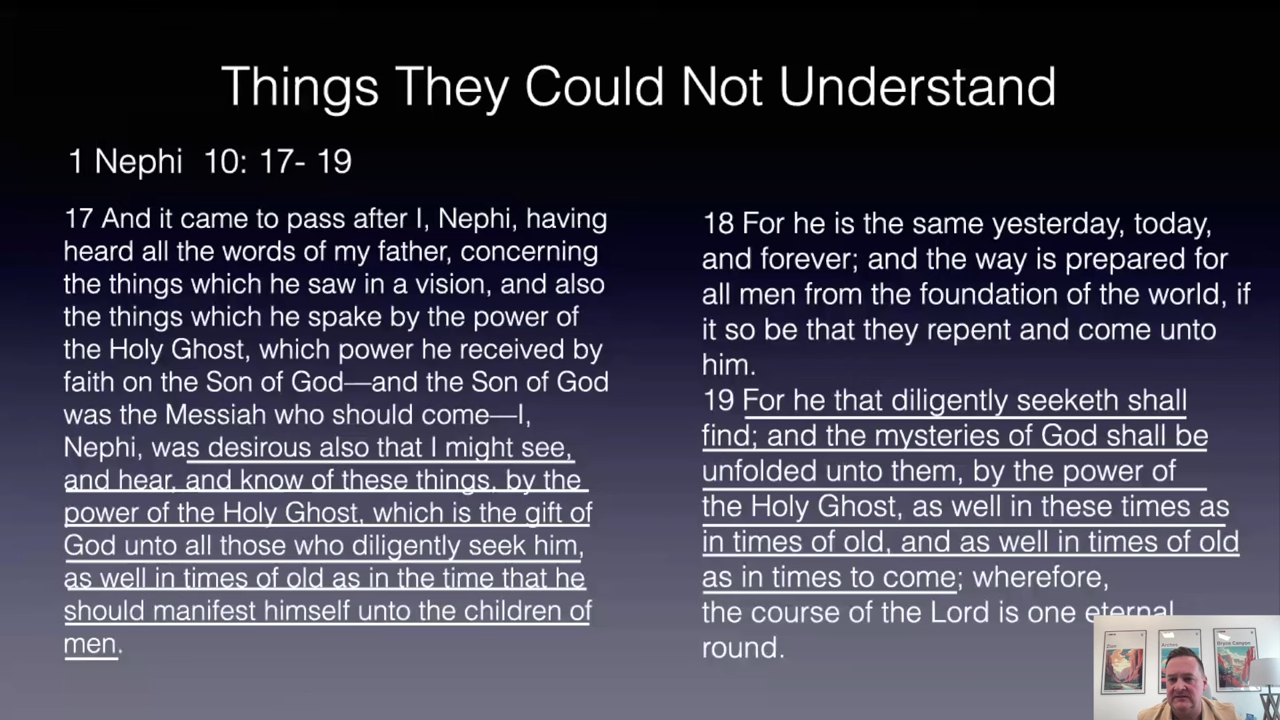 Things They Could Not Understand
1 Nephi 10: 17- 19
17 And it came to pass after I, Nephi, having
heard all the words of my father, concerning
the things which he saw in a vision, and also
the things which he spake by the power of
the Holy Ghost, which power he received by
faith on the Son of God—and the Son of God
was the Messiah who should come—I,
Nephi, was desirous also that I might see,
and hear, and know of these things, by the
power of the Holy Ghost, which is the gift of
God unto all those who diligently seek him,
as well in times of old as in the time that he
should manifest himself unto the children of
men.
18 For he is the same yesterday, today,
and forever; and the way is prepared for
all men from the foundation of the world, if
it so be that they repent and come unto
him.
19 For he that diligently seeketh shall
find; and the mysteries of God shall be
unfolded unto them, by the power of
the Holy Ghost, as well in these times as
in times of old, and as well in times of old
as in times to come; wherefore,
the course of the Lord is one eternal
round.
Zion
Arches
Bryce Canyon